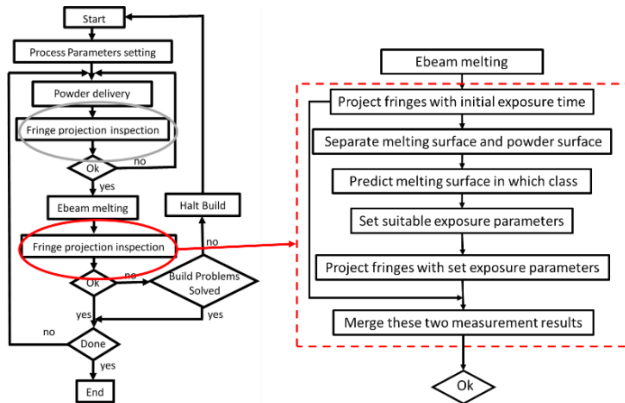 Start
Process Parameters setting
Powder delivery
Fringe projection inspection
Ok
no
yes
Ebeam melting
Halt Build
Fringe projection inspection
no
Ok
no
Build Problems
Solved
yes
yes
no
Done
yes
End
Ebeam melting
Project fringes with initial exposure time
Separate melting surface and powder surface
Predict melting surface in which class
Set suitable exposure parameters
Project fringes with set exposure parameters
Merge these two measurement results
Ok